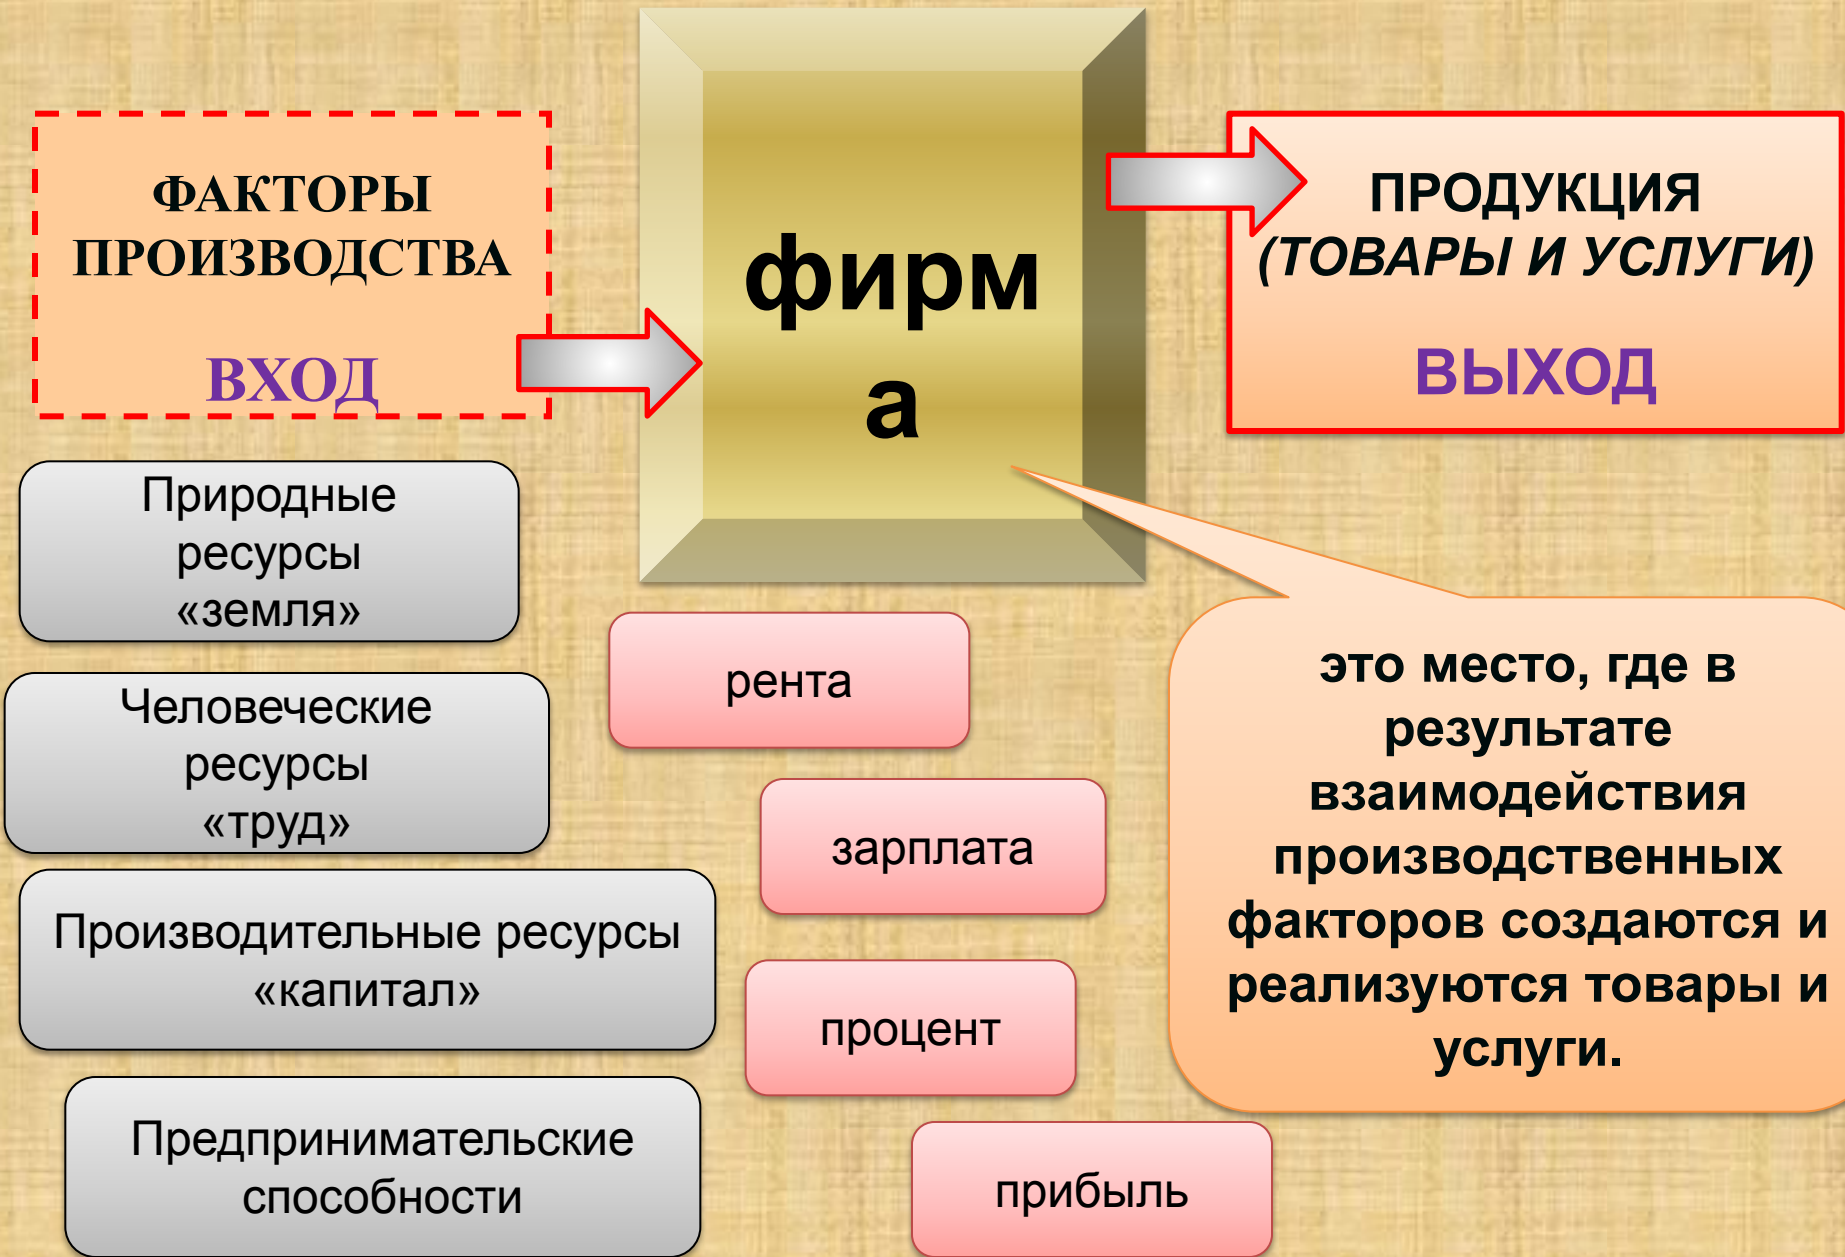 ФАКТОРЫ
ПРОИЗВОДСТВА
ВХОД
фирм
а
ПРОДУКЦИЯ
(ТОВАРЫ И УСЛУГИ)
ВЫХОД
Природные
ресурсы
«земля»
Человеческие
ресурсы
«труд»
Производительные ресурсы
«капитал»
Предпринимательские
способности
рента
зарплата
процент
прибыль
это место, где в
результате
взаимодействия
производственных
факторов создаются и
реализуются товары и
услуги.